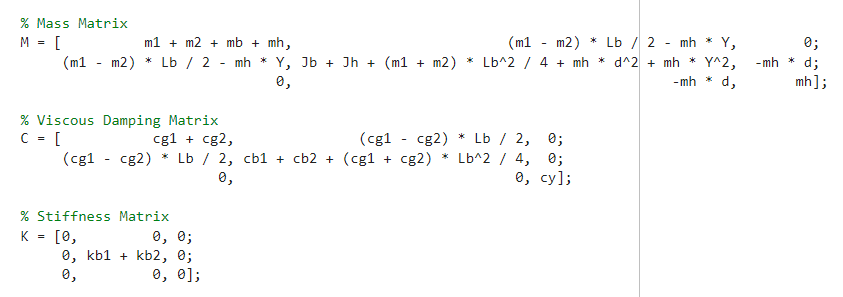 % Mass Matrix
M = [ m1 + m2 + mb + mh, (m1 - m2) * Lb / 2 - mh * Y, 0;
(m1 - m2) * Lb / 2 - mh * Y, Jb + Jh + (m1 + m2) * Lb^2 / 4 + mh * d^2 + mh * Y^2, -mh * d;
0, -mh * d, mh];
% Viscous Damping Matrix
C = [ cg1 + cg2, (cg1 - cg2) * Lb / 2, 0;
(cg1 - cg2) * Lb / 2, cb1 + cb2 + (cg1 + cg2) * Lb^2 / 4, 0;
0, 0, cy];
% Stiffness Matrix
K = [0, 0, 0;
0, kb1 + kb2, 0;
0, 0, 0];